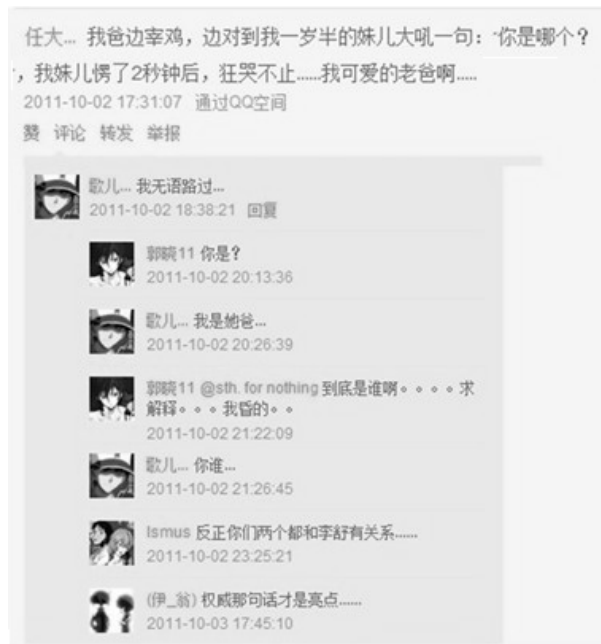 任大... 我爸边宰鸡，边对到我一岁半的妹儿大吼一句：你是哪个？
，我妹儿愣了2秒钟后，狂哭不止......我可爱的老爸啊.....
2011-10-02 17:31:07 通过QQ空间
赞 评论 转发 举报
歌儿... 我无语路过...
2011-10-02 18:38:21 回复
郭晓11 你是？
2011-10-02 20:13:36
歌儿... 我是她爸...
2011-10-02 20:26:39
郭晓11 @sth. for nothing 到底是谁啊。。。。求
解释。。。我昏的。。
2011-10-02 21:22:09
歌儿... 你谁...
2011-10-02 21:26:45
Ismus 反正你们两个都和李舒有关系......
2011-10-02 23:25:21
(伊_翁) 权威那句话才是亮点......
2011-10-03 17:45:10